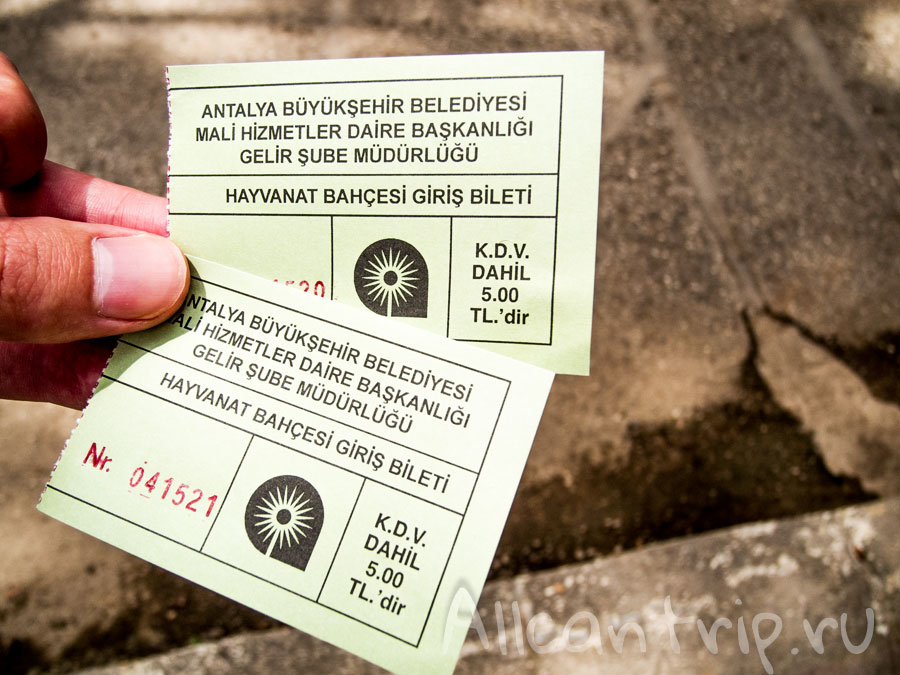 ANTALYA BÜYÜKŞEHİR BELEDİYESİ
MALİ HİZMETLER DAİRE BAŞKANLIĞI
GELİR ŞUBE MÜDÜRLÜĞÜ
HAYVANAT BAHÇESİ GİRİŞ BİLETİ
1520
K.D.V.
DAHİL
5.00
TL.'dir
ANTALYA BÜYÜKŞEHİR BELEDİYESİ
MALİ HİZMETLER DAİRE BAŞKANLIĞI
GELİR ŞUBE MÜDÜRLÜĞÜ
HAYVANAT BAHÇESİ GİRİŞ BİLETİ
Nr. 041521
K.D.V.
DAHİL
5.00
TL.'dir
Allcantrip.ru